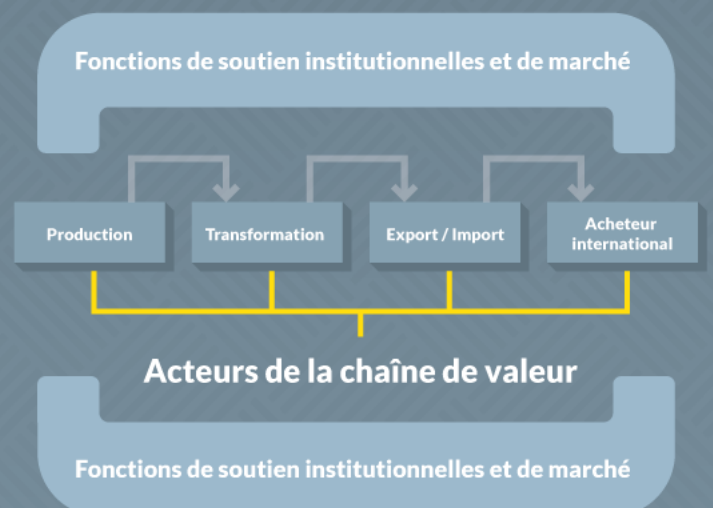 Fonctions de soutien institutionnelles et de marché
Production
Transformation
Export / Import
Acheteur
international
Acteurs de la chaîne de valeur
Fonctions de soutien institutionnelles et de marché